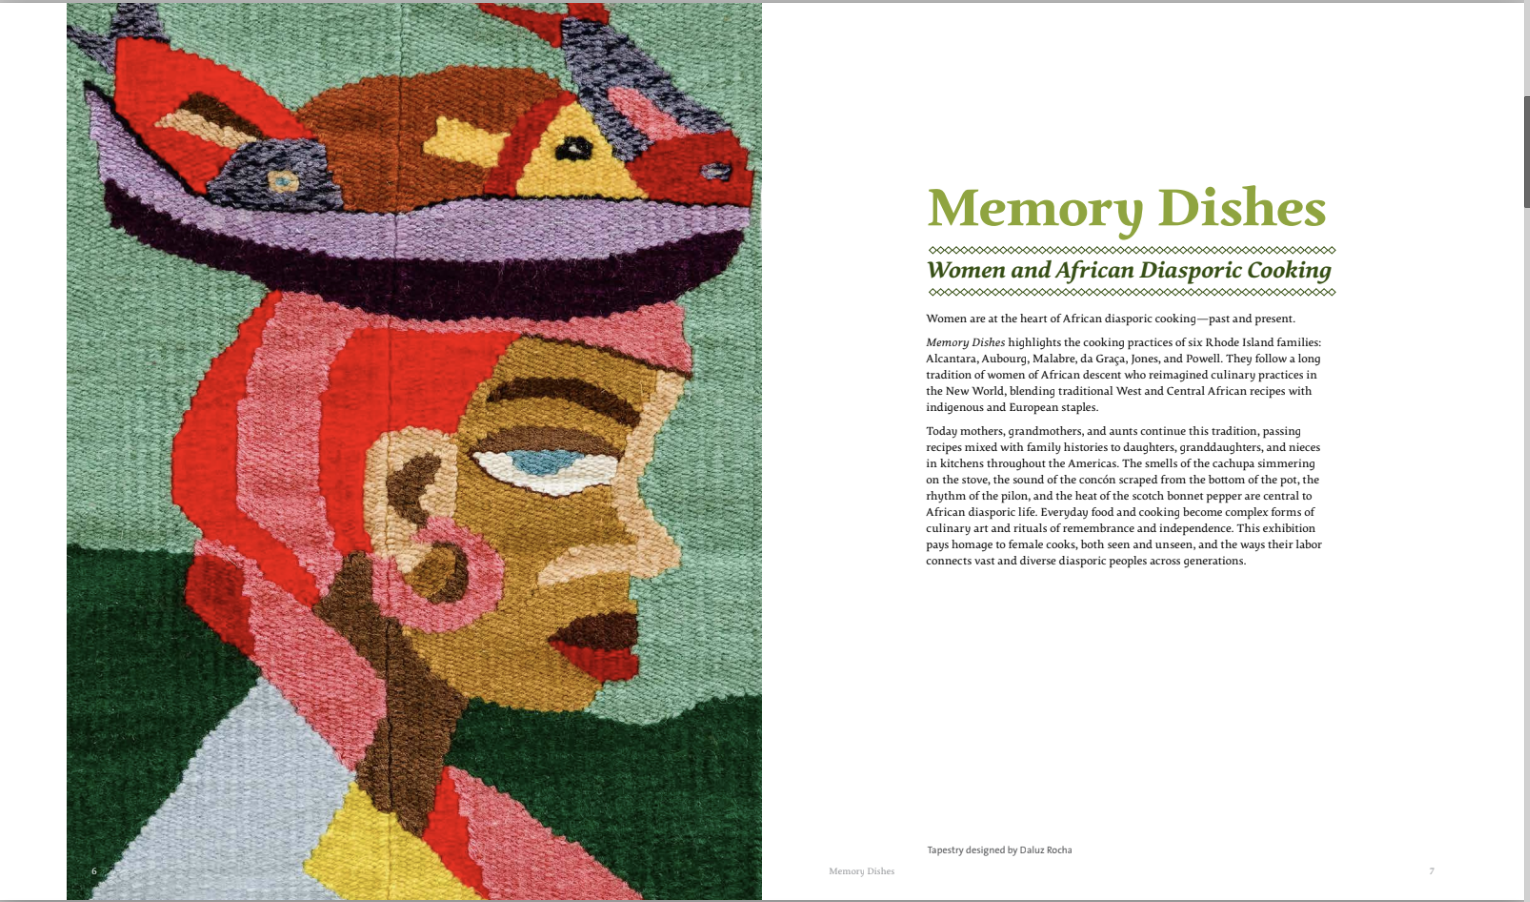 6
Memory Dishes
Women and African Diasporic Cooking
Women are at the heart of African diasporic cooking—past and present.
Memory Dishes highlights the cooking practices of six Rhode Island families:
Alcantara, Aubourg, Malabre, da Graça, Jones, and Powell. They follow a long
tradition of women of African descent who reimagined culinary practices in
the New World, blending traditional West and Central African recipes with
indigenous and European staples.
Today mothers, grandmothers, and aunts continue this tradition, passing
recipes mixed with family histories to daughters, granddaughters, and nieces
in kitchens throughout the Americas. The smells of the cachupa simmering
on the stove, the sound of the concón scraped from the bottom of the pot, the
rhythm of the pilon, and the heat of the scotch bonnet pepper are central to
African diasporic life. Everyday food and cooking become complex forms of
culinary art and rituals of remembrance and independence. This exhibition
pays homage to female cooks, both seen and unseen, and the ways their labor
connects vast and diverse diasporic peoples across generations.
Tapestry designed by Daluz Rocha
Memory Dishes
7